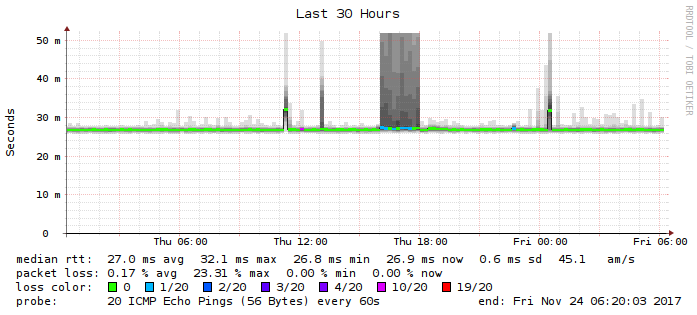 Last 30 Hours
RRDTOOL / TOBI OETIKER
Seconds
50 m
40 m
30 m
20 m
10 m
0
Thu 06:00 Thu 12:00 Thu 18:00 Fri 00:00 Fri 06:00
median rtt: 27.0 ms avg 32.1 ms max 26.8 ms min 26.9 ms now 0.6 ms sd 45.1 am/s
packet loss: 0.17 % avg 23.31 % max 0.00 % min 0.00 % now
loss color: 0 1/20 2/20 3/20 4/20 10/20 19/20
probe: 20 ICMP Echo Pings (56 Bytes) every 60s end: Fri Nov 24 06:20:03 2017